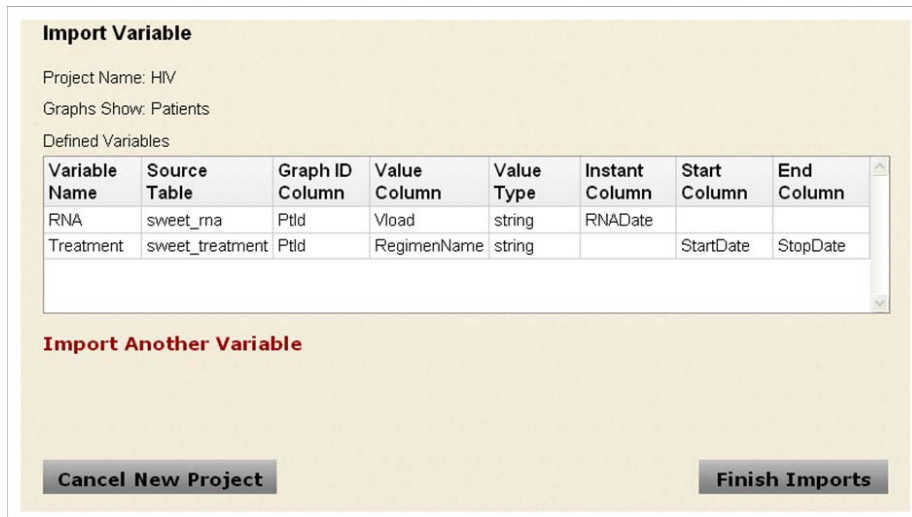 Import Variable
Project Name: HIV
Graphs Show: Patients
Defined Variables
Variable Name Source Table Graph ID Column Value Column Value Type Instant Column Start Column End Column
RNA sweet_rna PtId Vload string RNADate
Treatment sweet_treatment PtId RegimenName string StartDate StopDate
Import Another Variable
Cancel New Project Finish Imports